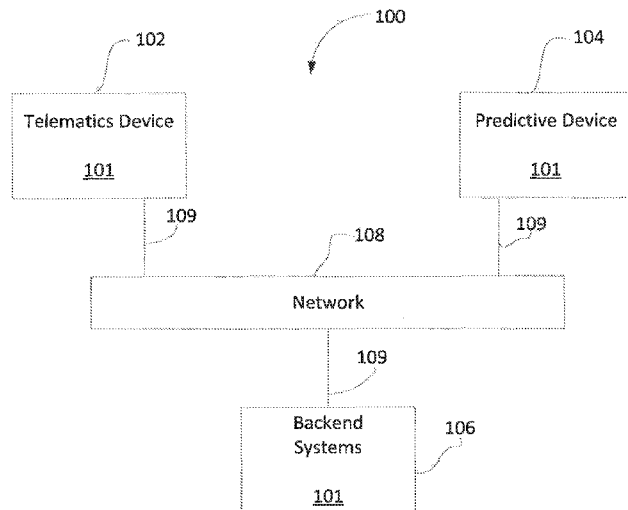 100
102
104
Telematics Device
101
Predictive Device
101
109
108
109
Network
109
Backend
Systems
101
106